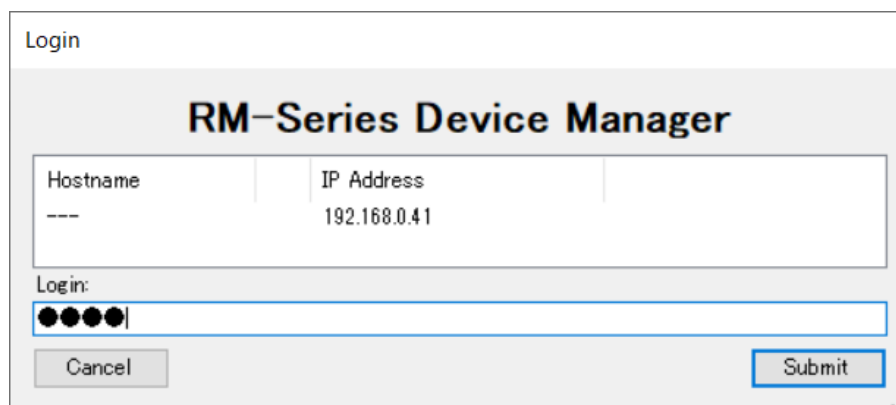 Login
RM-Series Device Manager
Hostname IP Address
--- 192.168.0.41
Login:
●●●●
Cancel Submit